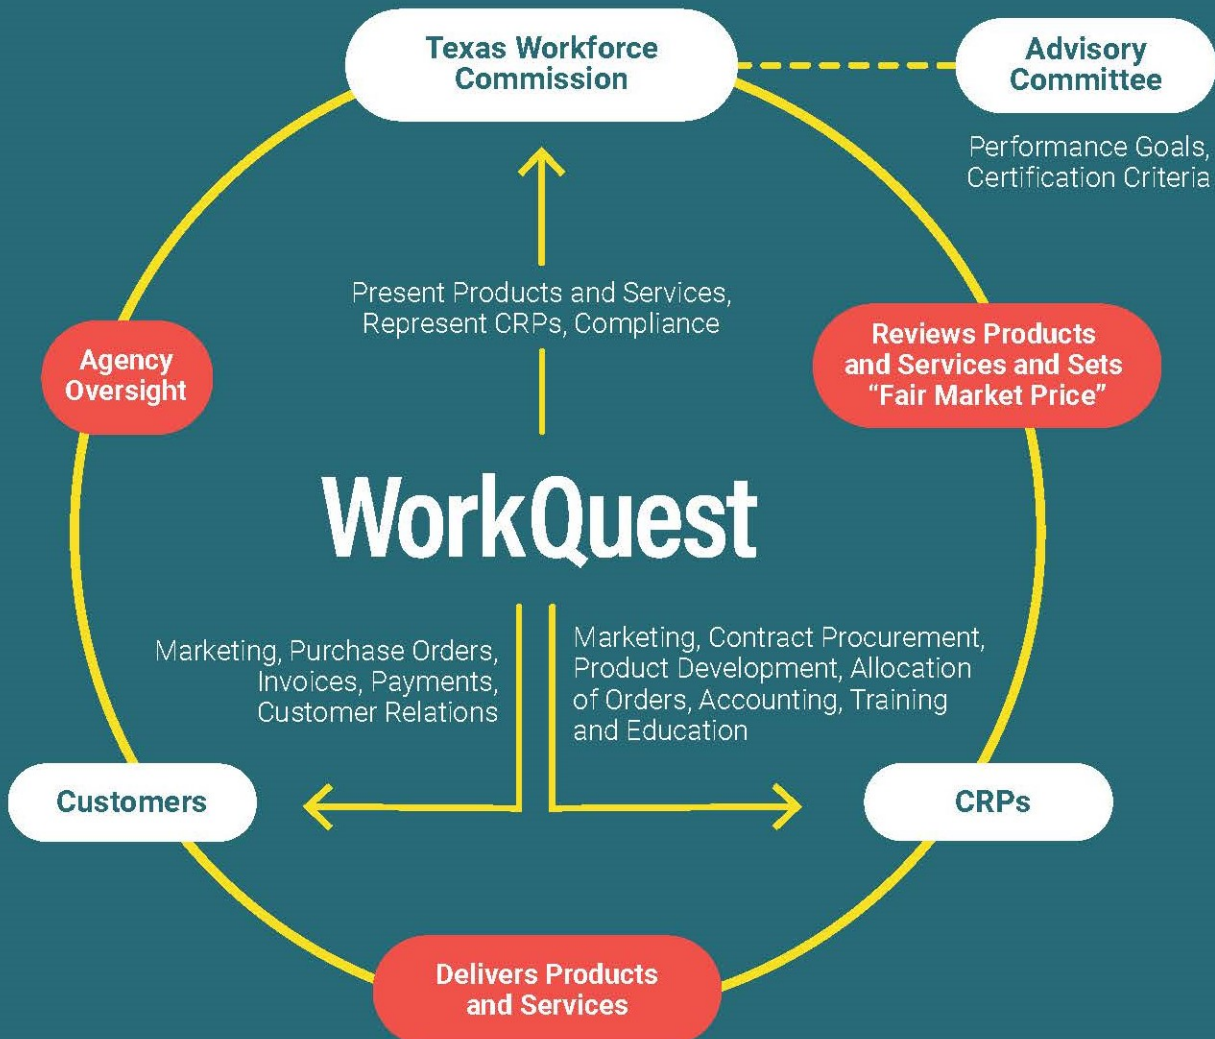 Texas Workforce
Commission
Advisory
Committee
Performance Goals,
Certification Criteria
Present Products and Services,
Represent CRPs, Compliance
Agency
Oversight
Reviews Products
and Services and Sets
“Fair Market Price”
WorkQuest
Marketing, Purchase Orders,
Invoices, Payments,
Customer Relations
Marketing, Contract Procurement,
Product Development, Allocation
of Orders, Accounting, Training
and Education
Customers
CRPs
Delivers Products
and Services